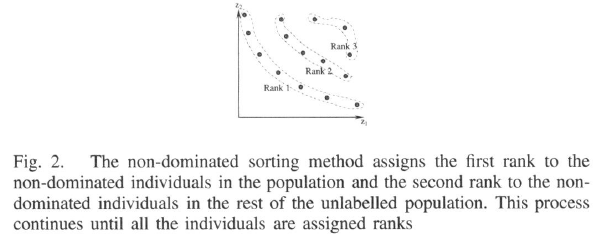 z₂
Rank 3
Rank 2
Rank 1
z₁
Fig. 2. The non-dominated sorting method assigns the first rank to the
non-dominated individuals in the population and the second rank to the non-
dominated individuals in the rest of the unlabelled population. This process
continues until all the individuals are assigned ranks